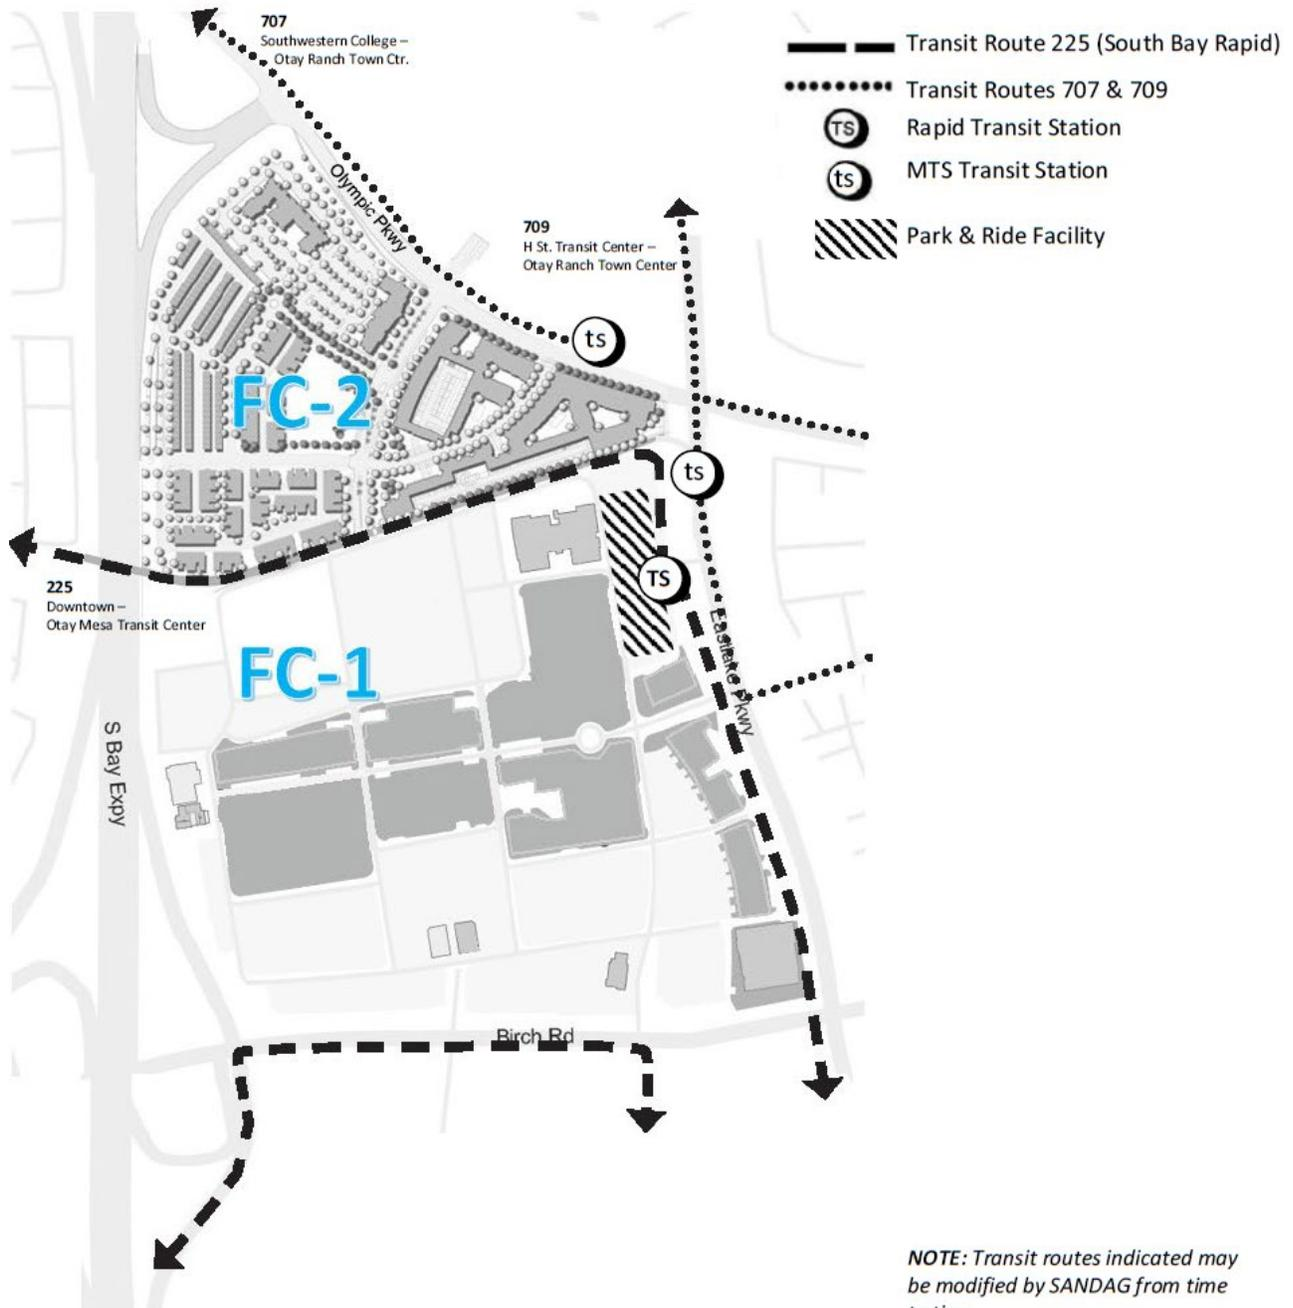 707
Southwestern College –
Otay Ranch Town Ctr.
Transit Route 225 (South Bay Rapid)
Transit Routes 707 & 709
TS
Rapid Transit Station
ts
MTS Transit Station
Park & Ride Facility
Olympic Pkwy
709
H St. Transit Center –
Otay Ranch Town Center
ts
FC-2
ts
TS
225
Downtown –
Otay Mesa Transit Center
FC-1
Eastlake Pkwy
S Bay Expy
Birch Rd
NOTE: Transit routes indicated may
be modified by SANDAG from time